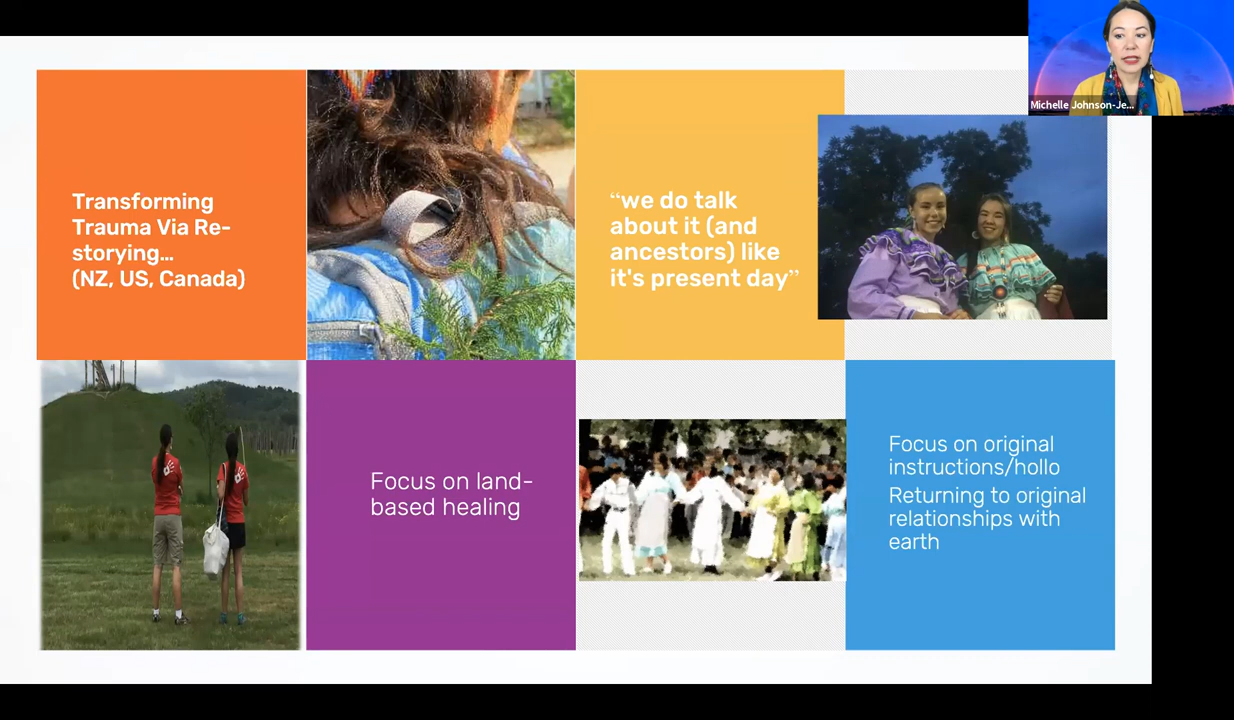 Michelle Johnson-Je...
Transforming
Trauma Via Re-
storying...
(NZ, US, Canada)
“we do talk
about it (and
ancestors) like
it's present day”
Focus on land-
based healing
Focus on original
instructions/hollo
Returning to original
relationships with
earth